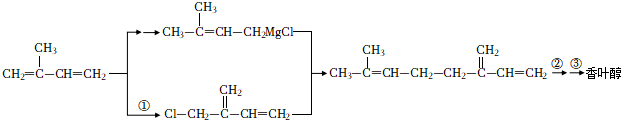 CH₃
CH₃—C=CH—CH₂MgCl
CH₃
CH₂=C—CH=CH₂
①
CH₂
Cl—CH₂—C—CH=CH₂
CH₃
CH₂
CH₃—C=CH—CH₂—CH₂—C—CH=CH₂
② ③
香叶醇